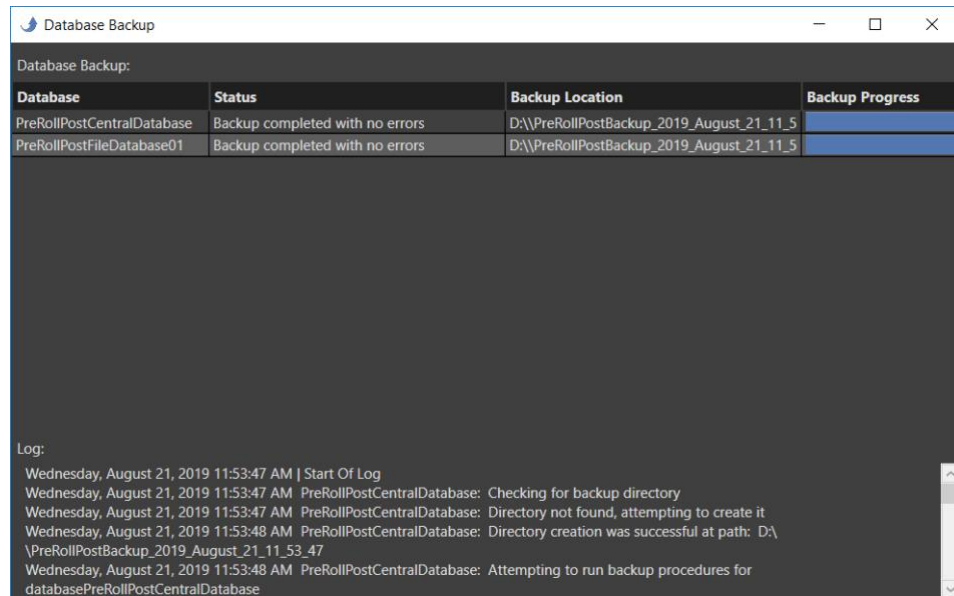 Database Backup
Database Backup:
Database Status Backup Location Backup Progress
PreRollPostCentralDatabase Backup completed with no errors D:\\PreRollPostBackup_2019_August_21_11_5
PreRollPostFileDatabase01 Backup completed with no errors D:\\PreRollPostBackup_2019_August_21_11_5
Log:
Wednesday, August 21, 2019 11:53:47 AM | Start Of Log
Wednesday, August 21, 2019 11:53:47 AM PreRollPostCentralDatabase: Checking for backup directory
Wednesday, August 21, 2019 11:53:47 AM PreRollPostCentralDatabase: Directory not found, attempting to create it
Wednesday, August 21, 2019 11:53:48 AM PreRollPostCentralDatabase: Directory creation was successful at path: D:\
\PreRollPostBackup_2019_August_21_11_53_47
Wednesday, August 21, 2019 11:53:48 AM PreRollPostCentralDatabase: Attempting to run backup procedures for
databasePreRollPostCentralDatabase